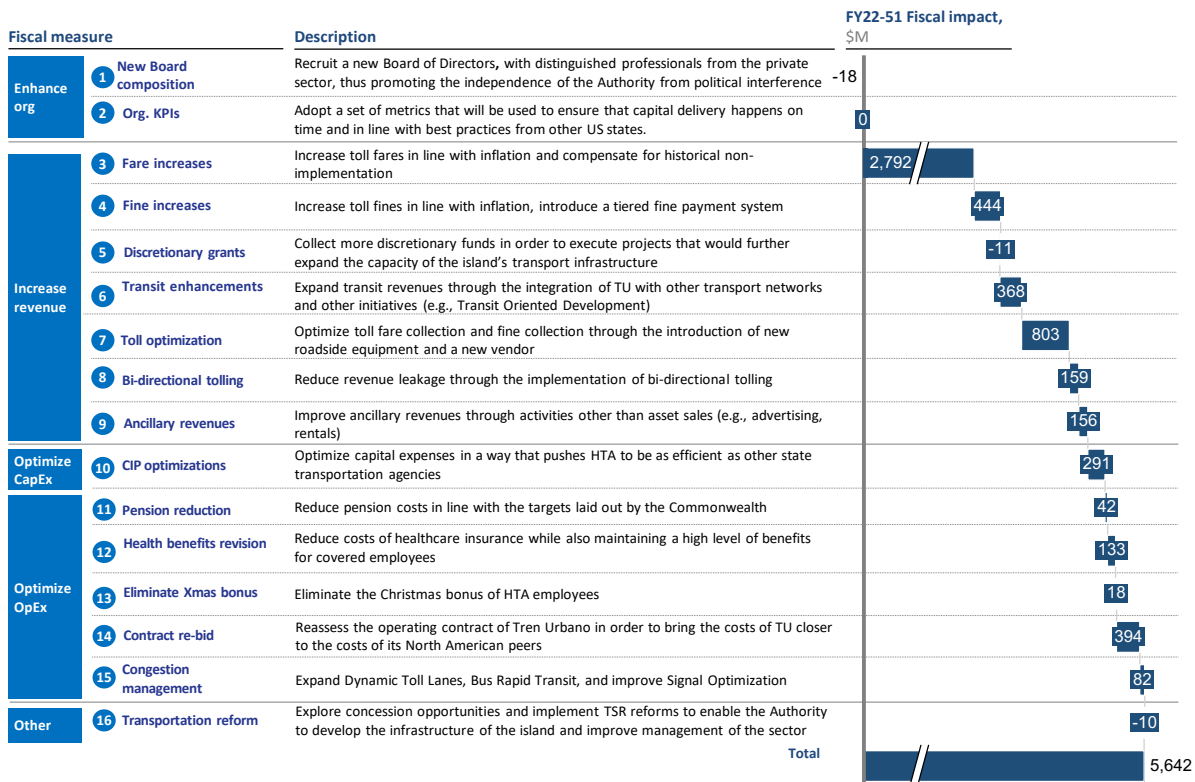 FY22-51 Fiscal impact,
$M
Fiscal measure
Description
Enhance
org
1
New Board
composition
Recruit a new Board of Directors, with distinguished professionals from the private
sector, thus promoting the independence of the Authority from political interference
-18
2
Org. KPIs
Adopt a set of metrics that will be used to ensure that capital delivery happens on
time and in line with best practices from other US states.
0
Increase
revenue
3
Fare increases
Increase toll fares in line with inflation and compensate for historical non-
implementation
2,792
4
Fine increases
Increase toll fines in line with inflation, introduce a tiered fine payment system
444
5
Discretionary grants
Collect more discretionary funds in order to execute projects that would further
expand the capacity of the island's transport infrastructure
-11
6
Transit enhancements
Expand transit revenues through the integration of TU with other transport networks
and other initiatives (e.g., Transit Oriented Development)
368
7
Toll optimization
Optimize toll fare collection and fine collection through the introduction of new
roadside equipment and a new vendor
803
8
Bi-directional tolling
Reduce revenue leakage through the implementation of bi-directional tolling
159
9
Ancillary revenues
Improve ancillary revenues through activities other than asset sales (e.g., advertising,
rentals)
156
Optimize
CapEx
10
CIP optimizations
Optimize capital expenses in a way that pushes HTA to be as efficient as other state
transportation agencies
291
Optimize
OpEx
11
Pension reduction
Reduce pension costs in line with the targets laid out by the Commonwealth
42
12
Health benefits revision
Reduce costs of healthcare insurance while also maintaining a high level of benefits
for covered employees
133
13
Eliminate Xmas bonus
Eliminate the Christmas bonus of HTA employees
18
14
Contract re-bid
Reassess the operating contract of Tren Urbano in order to bring the costs of TU closer
to the costs of its North American peers
394
15
Congestion
management
Expand Dynamic Toll Lanes, Bus Rapid Transit, and improve Signal Optimization
82
Other
16
Transportation reform
Explore concession opportunities and implement TSR reforms to enable the Authority
to develop the infrastructure of the island and improve management of the sector
-10
Total
5,642